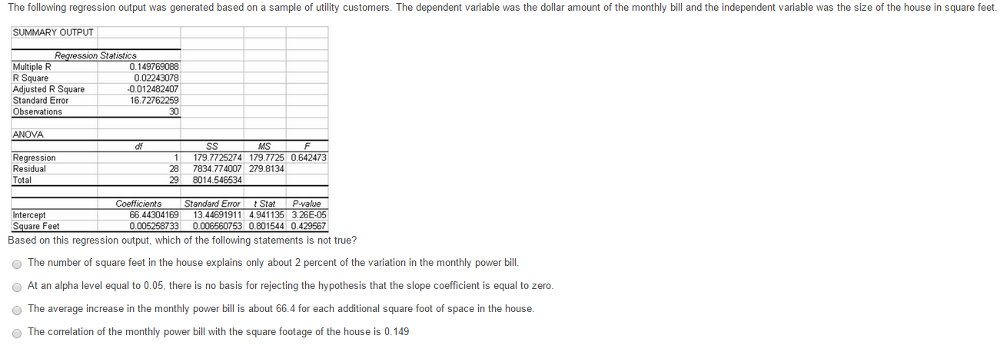 The following regression output was generated based on a sample of utility customers. The dependent variable was the dollar amount of the monthly bill and the independent variable was the size of the house in square feet.
SUMMARY OUTPUT
Regression Statistics
Multiple R 0.149769088
R Square 0.02243078
Adjusted R Square -0.012482407
Standard Error 16.72762259
Observations 30
ANOVA
df SS MS F
Regression 1 179.7725274 179.7725 0.642473
Residual 28 7834.774007 279.8134
Total 29 8014.546534
Coefficients Standard Error t Stat P-value
Intercept 66.44304169 13.44691911 4.941135 3.26E-05
Square Feet 0.005258733 0.006560753 0.801544 0.429567
Based on this regression output, which of the following statements is not true?
The number of square feet in the house explains only about 2 percent of the variation in the monthly power bill.
At an alpha level equal to 0.05, there is no basis for rejecting the hypothesis that the slope coefficient is equal to zero.
The average increase in the monthly power bill is about 66.4 for each additional square foot of space in the house.
The correlation of the monthly power bill with the square footage of the house is 0.149